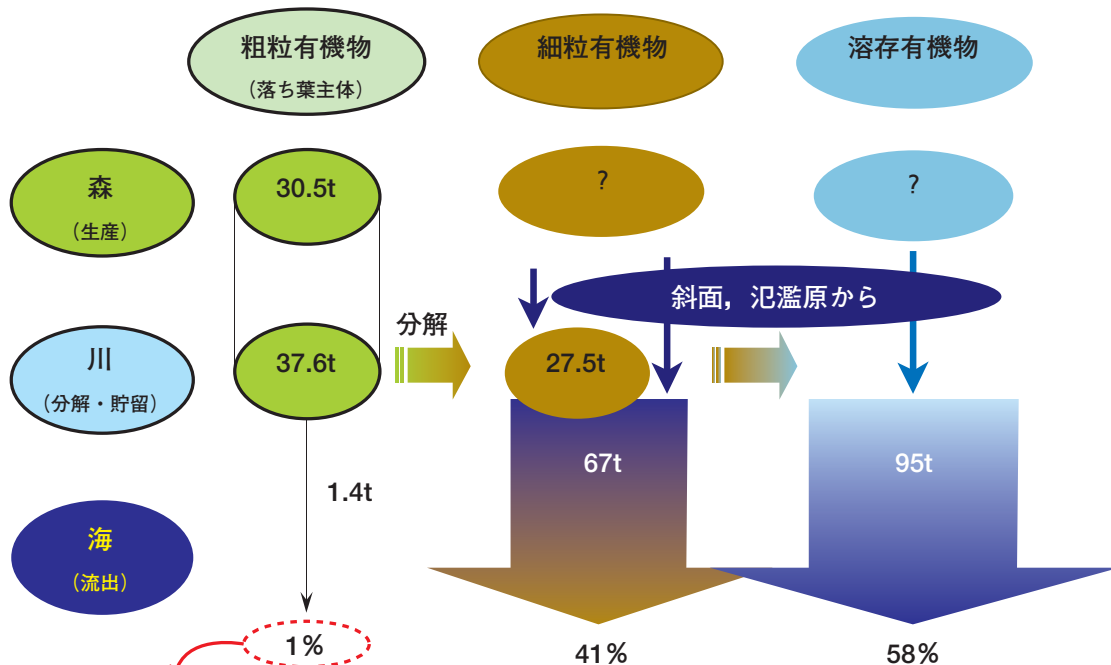 粗粒有機物
（落ち葉主体）
細粒有機物
溶存有機物
森
（生産）
30.5t
？
？
斜面，氾濫原から
川
（分解・貯留）
37.6t
分解
27.5t
67t
95t
1.4t
海
（流出）
1％
41％
58％